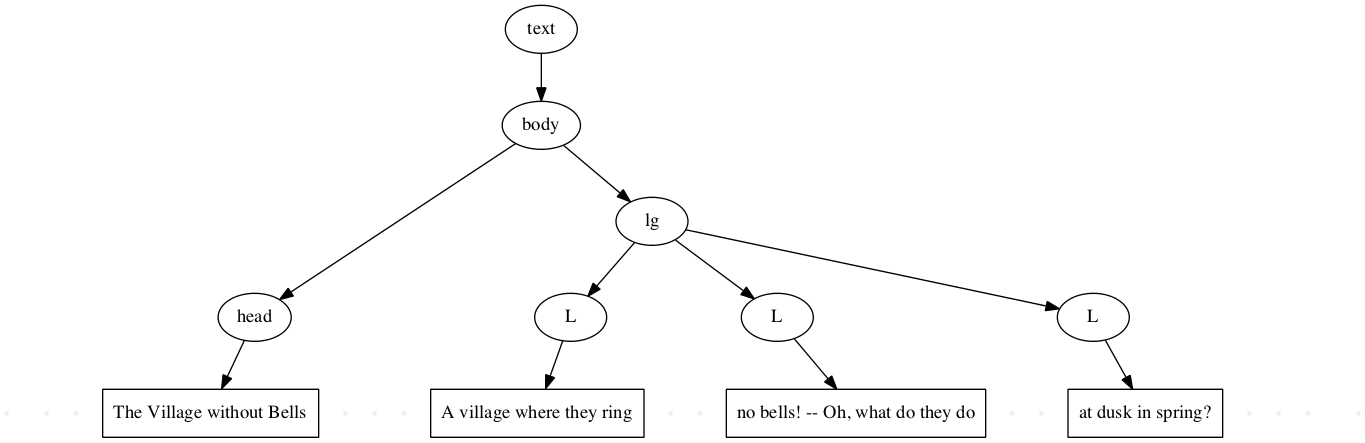 text
body
lg
head
L
L
L
The Village without Bells
A village where they ring
no bells! -- Oh, what do they do
at dusk in spring?